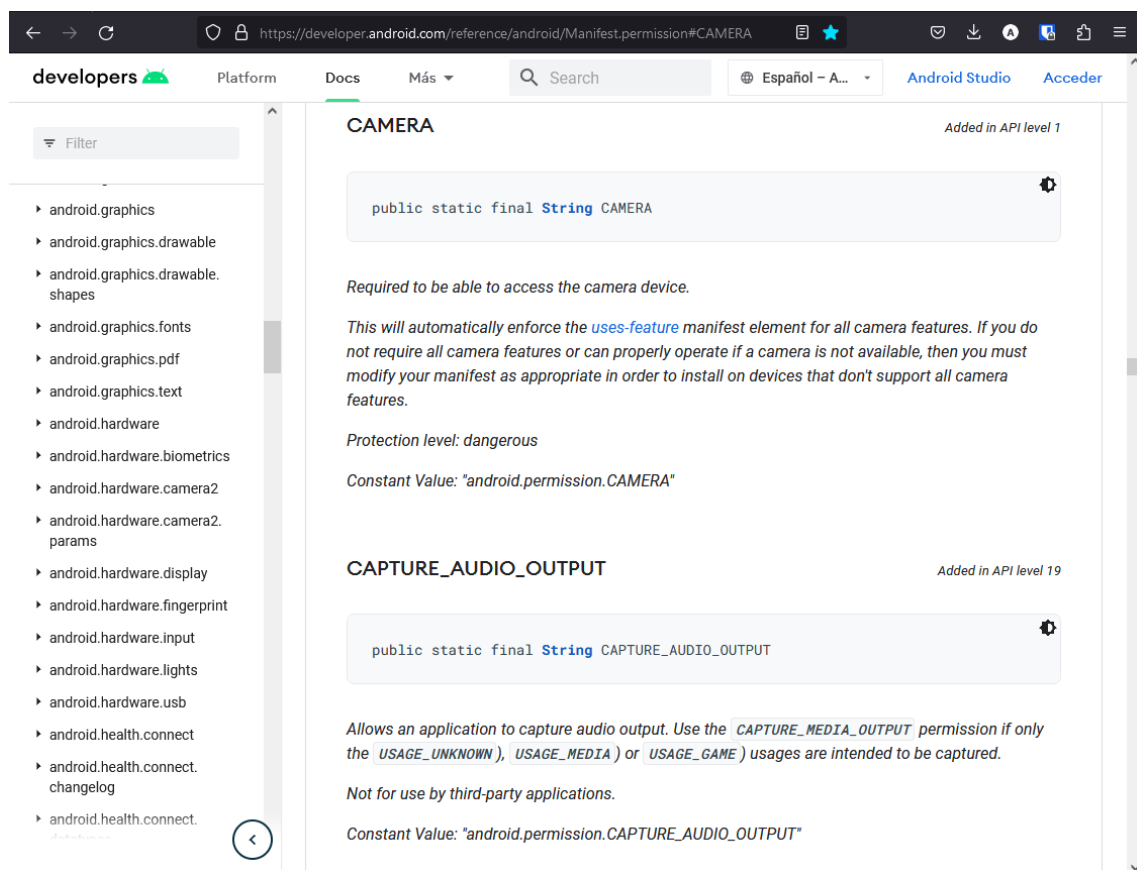 https://developer.android.com/reference/android/Manifest.permission#CAMERA
developers Platform Docs Más Search Español – A... Android Studio Acceder
Filter
android.graphics
android.graphics.drawable
android.graphics.drawable.
shapes
android.graphics.fonts
android.graphics.pdf
android.graphics.text
android.hardware
android.hardware.biometrics
android.hardware.camera2
android.hardware.camera2.
params
android.hardware.display
android.hardware.fingerprint
android.hardware.input
android.hardware.lights
android.hardware.usb
android.health.connect
android.health.connect.
changelog
android.health.connect.
CAMERA Added in API level 1
public static final String CAMERA
Required to be able to access the camera device.
This will automatically enforce the uses-feature manifest element for all camera features. If you do
not require all camera features or can properly operate if a camera is not available, then you must
modify your manifest as appropriate in order to install on devices that don't support all camera
features.
Protection level: dangerous
Constant Value: "android.permission.CAMERA"
CAPTURE_AUDIO_OUTPUT Added in API level 19
public static final String CAPTURE_AUDIO_OUTPUT
Allows an application to capture audio output. Use the CAPTURE_MEDIA_OUTPUT permission if only
the USAGE_UNKNOWN ), USAGE_MEDIA ) or USAGE_GAME ) usages are intended to be captured.
Not for use by third-party applications.
Constant Value: "android.permission.CAPTURE_AUDIO_OUTPUT"